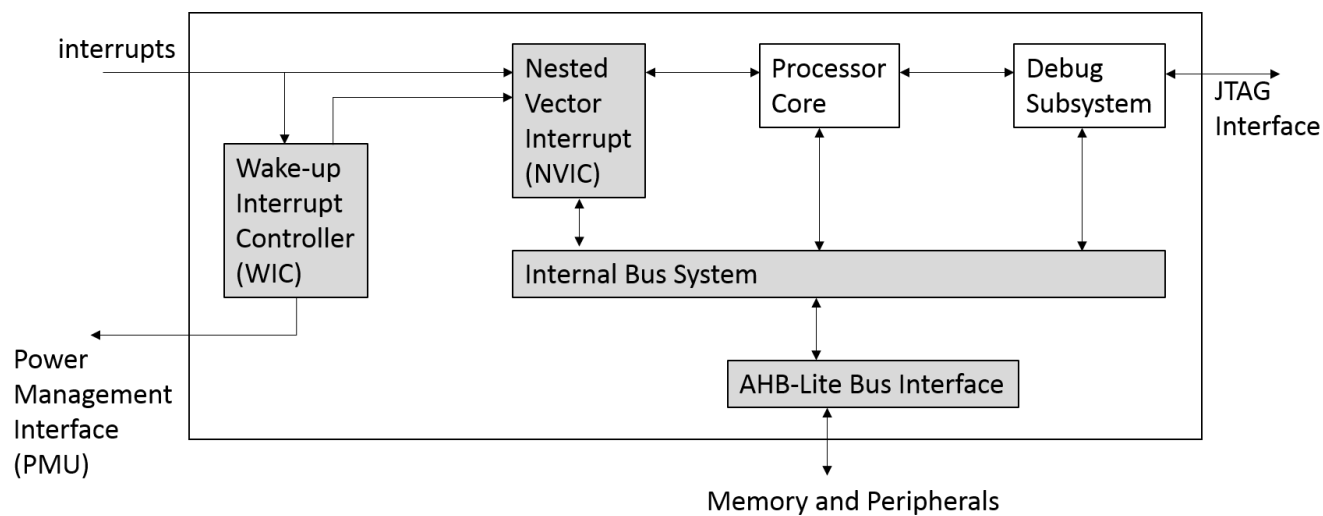 interrupts
Nested
Vector
Interrupt
(NVIC)
Processor
Core
Debug
Subsystem
JTAG
Interface
Wake-up
Interrupt
Controller
(WIC)
Internal Bus System
Power
Management
Interface
(PMU)
AHB-Lite Bus Interface
Memory and Peripherals